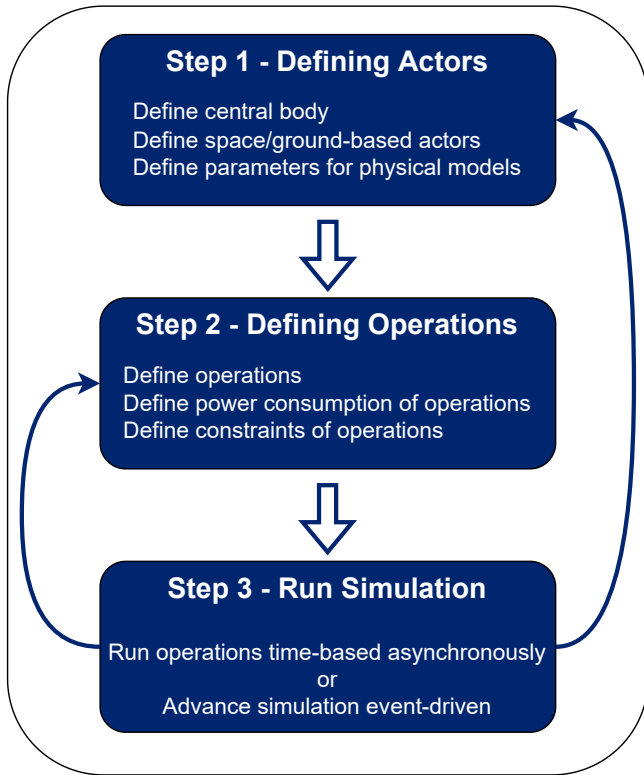 Step 1 - Defining Actors
Define central body
Define space/ground-based actors
Define parameters for physical models
Step 2 - Defining Operations
Define operations
Define power consumption of operations
Define constraints of operations
Step 3 - Run Simulation
Run operations time-based asynchronously
or
Advance simulation event-driven